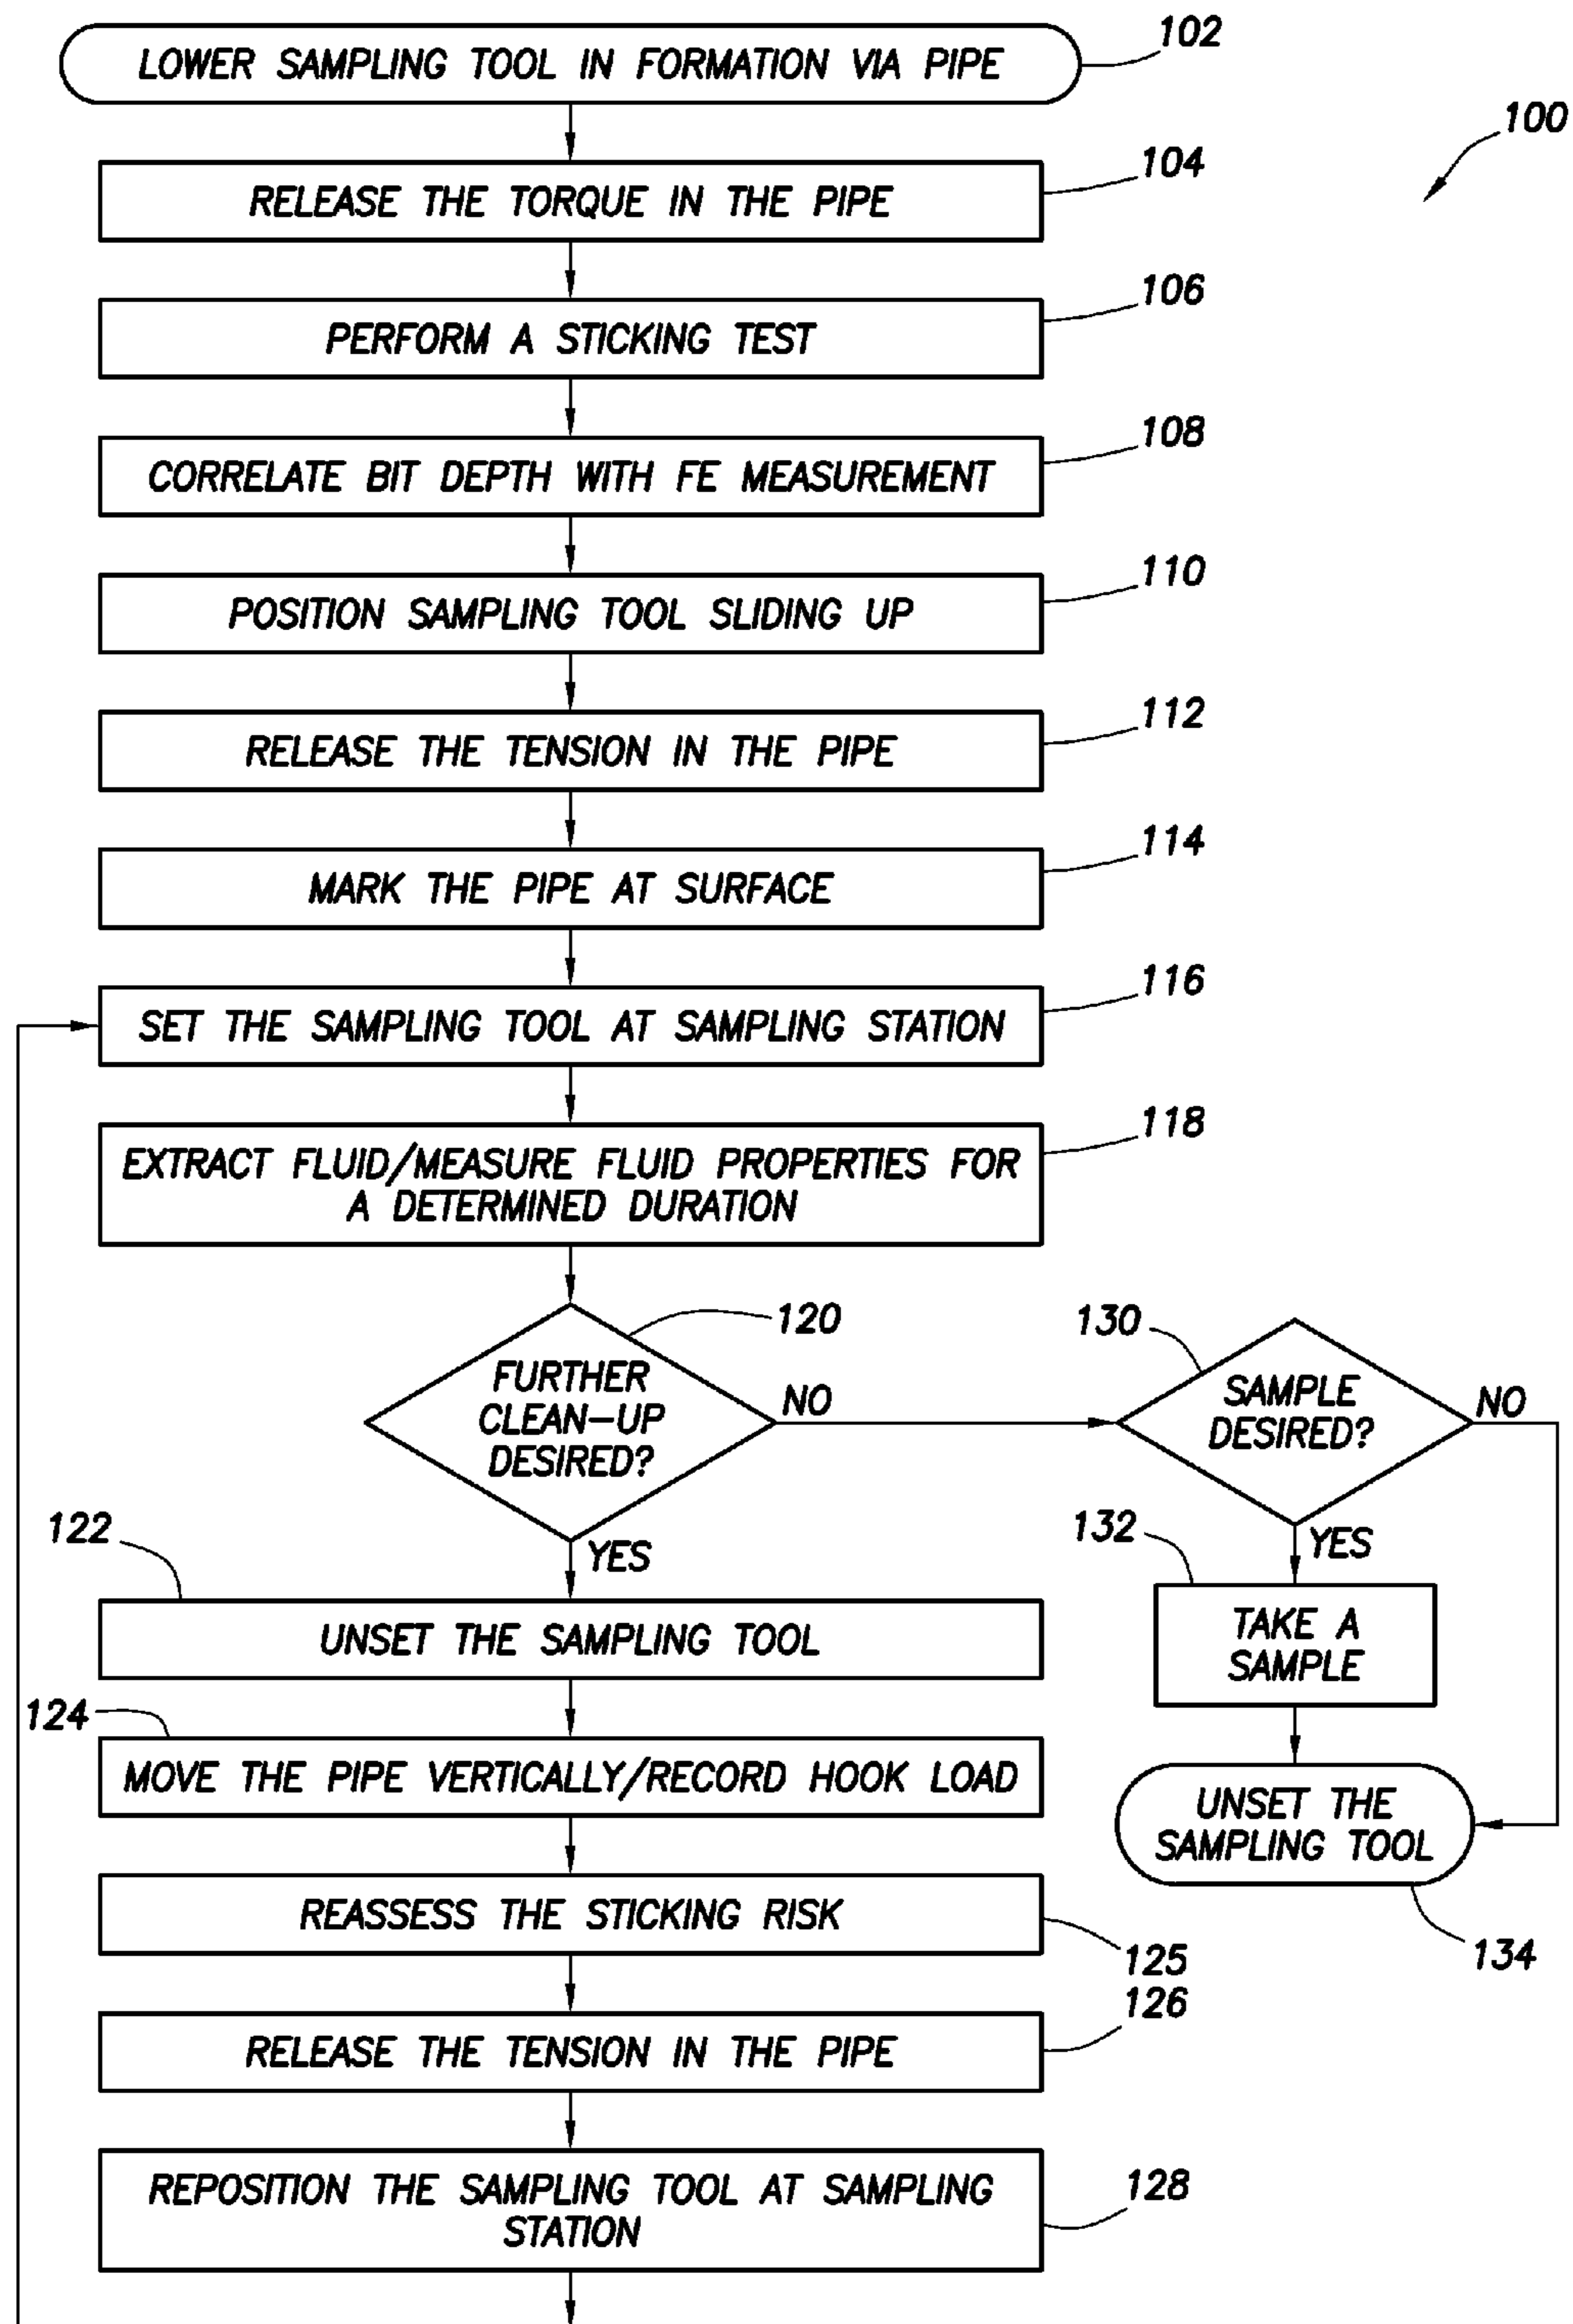 LOWER SAMPLING TOOL IN FORMATION VIA PIPE
102
100
RELEASE THE TORQUE IN THE PIPE
104
PERFORM A STICKING TEST
106
CORRELATE BIT DEPTH WITH FE MEASUREMENT
108
POSITION SAMPLING TOOL SLIDING UP
110
RELEASE THE TENSION IN THE PIPE
112
MARK THE PIPE AT SURFACE
114
SET THE SAMPLING TOOL AT SAMPLING STATION
116
EXTRACT FLUID/MEASURE FLUID PROPERTIES FOR
A DETERMINED DURATION
118
FURTHER
CLEAN-UP
DESIRED?
120
NO
YES
130
SAMPLE
DESIRED?
NO
YES
132
TAKE A
SAMPLE
UNSET THE
SAMPLING TOOL
134
122
UNSET THE SAMPLING TOOL
124
MOVE THE PIPE VERTICALLY/RECORD HOOK LOAD
REASSESS THE STICKING RISK
125
RELEASE THE TENSION IN THE PIPE
126
REPOSITION THE SAMPLING TOOL AT SAMPLING
STATION
128